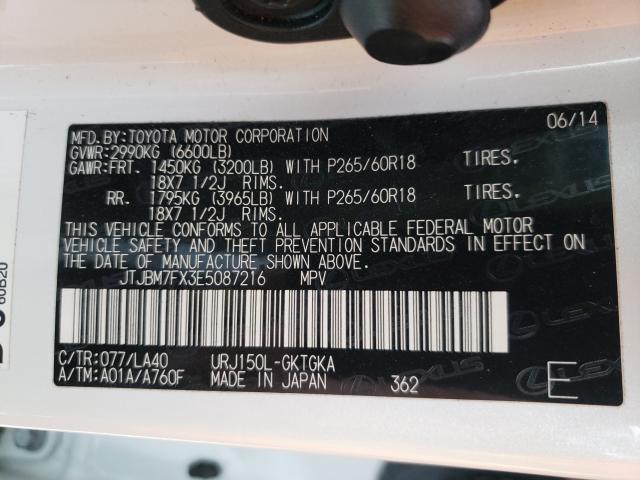 MFD.BY:TOYOTA MOTOR CORPORATION 06/14
GVWR:2990KG (6600LB)
GAWR:FRT. 1450KG (3200LB) WITH P265/60R18 TIRES.
18X7 1/2J RIMS.
RR. 1795KG (3965LB) WITH P265/60R18 TIRES.
18X7 1/2J RIMS.
THIS VEHICLE CONFORMS TO ALL APPLICABLE FEDERAL MOTOR
VEHICLE SAFETY AND THEFT PREVENTION STANDARDS IN EFFECT ON
THE DATE OF MANUFACTURE SHOWN ABOVE.
JTJBM7FX3E5087216 MPV
C/TR:077/LA40 URJ150L-GKTGKA
A/TM:A01A/A760F MADE IN JAPAN 362 E
LEXUS
60B20